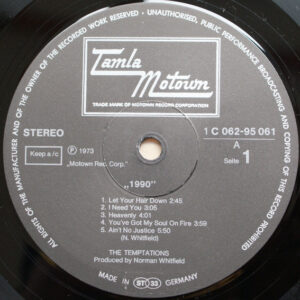 ALL RIGHTS OF THE MANUFACTURER AND OF THE OWNER OF THE RECORDED WORK RESERVED - UNAUTHORISED, PUBLIC PERFORMANCE BROADCASTING AND COPYING OF THIS RECORD PROHIBITED
Tamla
Motown
TRADE MARK OF MOTOWN RECORD CORPORATION
STEREO
1 C 062-95 061
Keep s/c
℗ 1973
„Motown Rec. Corp."
A
Seite 1
„1990"
1. Let Your Hair Down 2:45
2. I Need You 3:05
3. Heavenly 4:01
4. You've Got My Soul On Fire 3:59
5. Ain't No Justice 5:50
(N. Whitfield)
THE TEMPTATIONS
Produced by Norman Whitfield
MADE IN GERMANY
ST 33